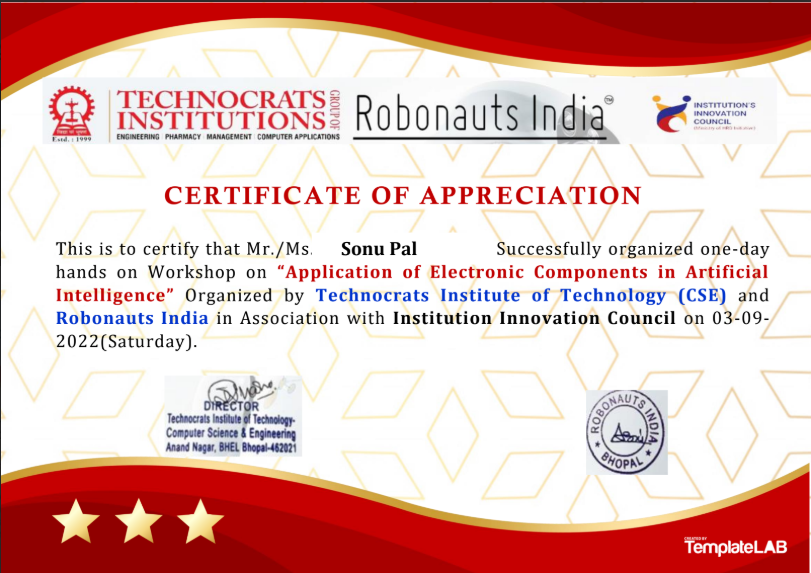 TECHNOCRATS
INSTITUTIONS
GROUP OF
ENGINEERING PHARMACY MANAGEMENT COMPUTER APPLICATIONS
Estd. : 1999
Robonauts India
TM
INSTITUTION'S
INNOVATION
COUNCIL
CERTIFICATE OF APPRECIATION
This is to certify that Mr./Ms. Sonu Pal Successfully organized one-day
hands on Workshop on “Application of Electronic Components in Artificial
Intelligence” Organized by Technocrats Institute of Technology (CSE) and
Robonauts India in Association with Institution Innovation Council on 03-09-
2022(Saturday).
DIRECTOR
Technocrats Institute of Technology-
Computer Science & Engineering
Anand Nagar, BHEL Bhopal-462021
ROBONAUTS INDIA
BHOPAL
CREATED BY
TemplateLAB